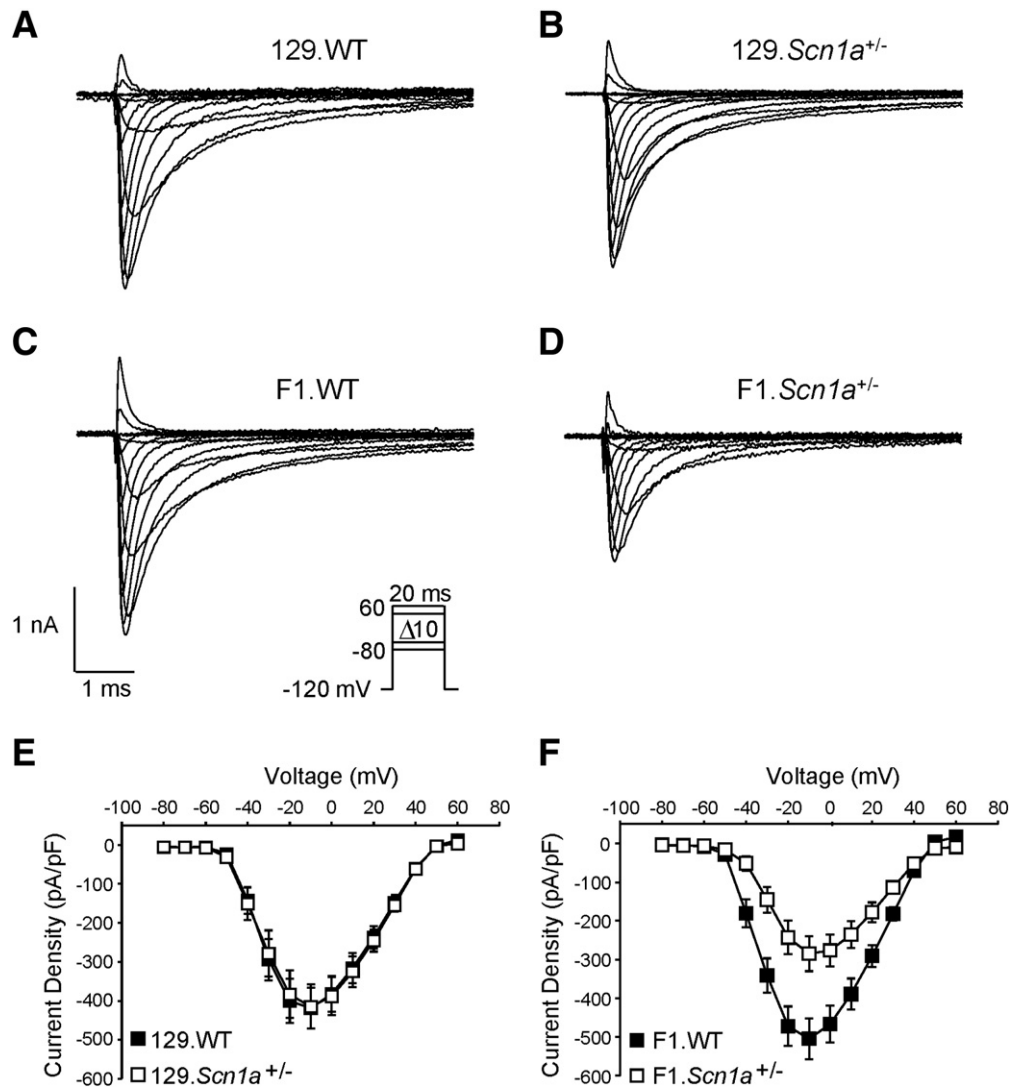 A
129.WT
B
129.Scn1a+/-
C
F1.WT
D
F1.Scn1a+/-
1 nA
1 ms
20 ms
60
Δ10
-80
-120 mV
E
Voltage (mV)
-100 -80 -60 -40 -20 0 20 40 60 80
0
-100
-200
-300
-400
-500
-600
Current Density (pA/pF)
129.WT
129.Scn1a+/-
F
Voltage (mV)
-100 -80 -60 -40 -20 0 20 40 60 80
0
-100
-200
-300
-400
-500
-600
Current Density (pA/pF)
F1.WT
F1.Scn1a+/-